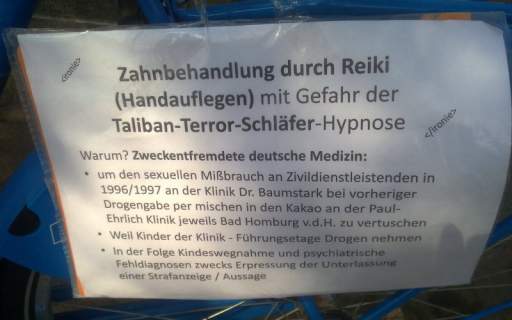 <ironie>
Zahnbehandlung durch Reiki
(Handauflegen) mit Gefahr der
Taliban-Terror-Schläfer-Hypnose
</ironie>
Warum? Zweckentfremdete deutsche Medizin:
• um den sexuellen Mißbrauch an Zivildienstleistenden in
1996/1997 an der Klinik Dr. Baumstark bei vorheriger
Drogengabe per mischen in den Kakao an der Paul-
Ehrlich Klinik jeweils Bad Homburg v.d.H. zu vertuschen
• Weil Kinder der Klinik - Führungsetage Drogen nehmen
• In der Folge Kindeswegnahme und psychiatrische
Fehldiagnosen zwecks Erpressung der Unterlassung
einer Strafanzeige / Aussage